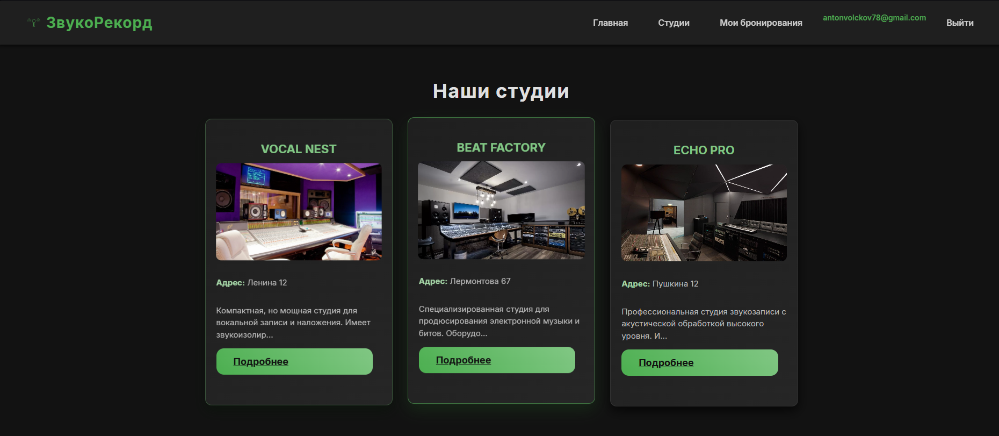 ЗвукоРекорд
Главная
Студии
Мои бронирования
antonvolckov78@gmail.com
Выйти
Наши студии
VOCAL NEST
Адрес: Ленина 12
Компактная, но мощная студия для
вокальной записи и наложения. Имеет
звукоизолир...
Подробнее
BEAT FACTORY
Адрес: Лермонтова 67
Специализированная студия для
продюсирования электронной музыки и
битов. Оборудо...
Подробнее
ECHO PRO
Адрес: Пушкина 12
Профессиональная студия звукозаписи с
акустической обработкой высокого
уровня. И...
Подробнее